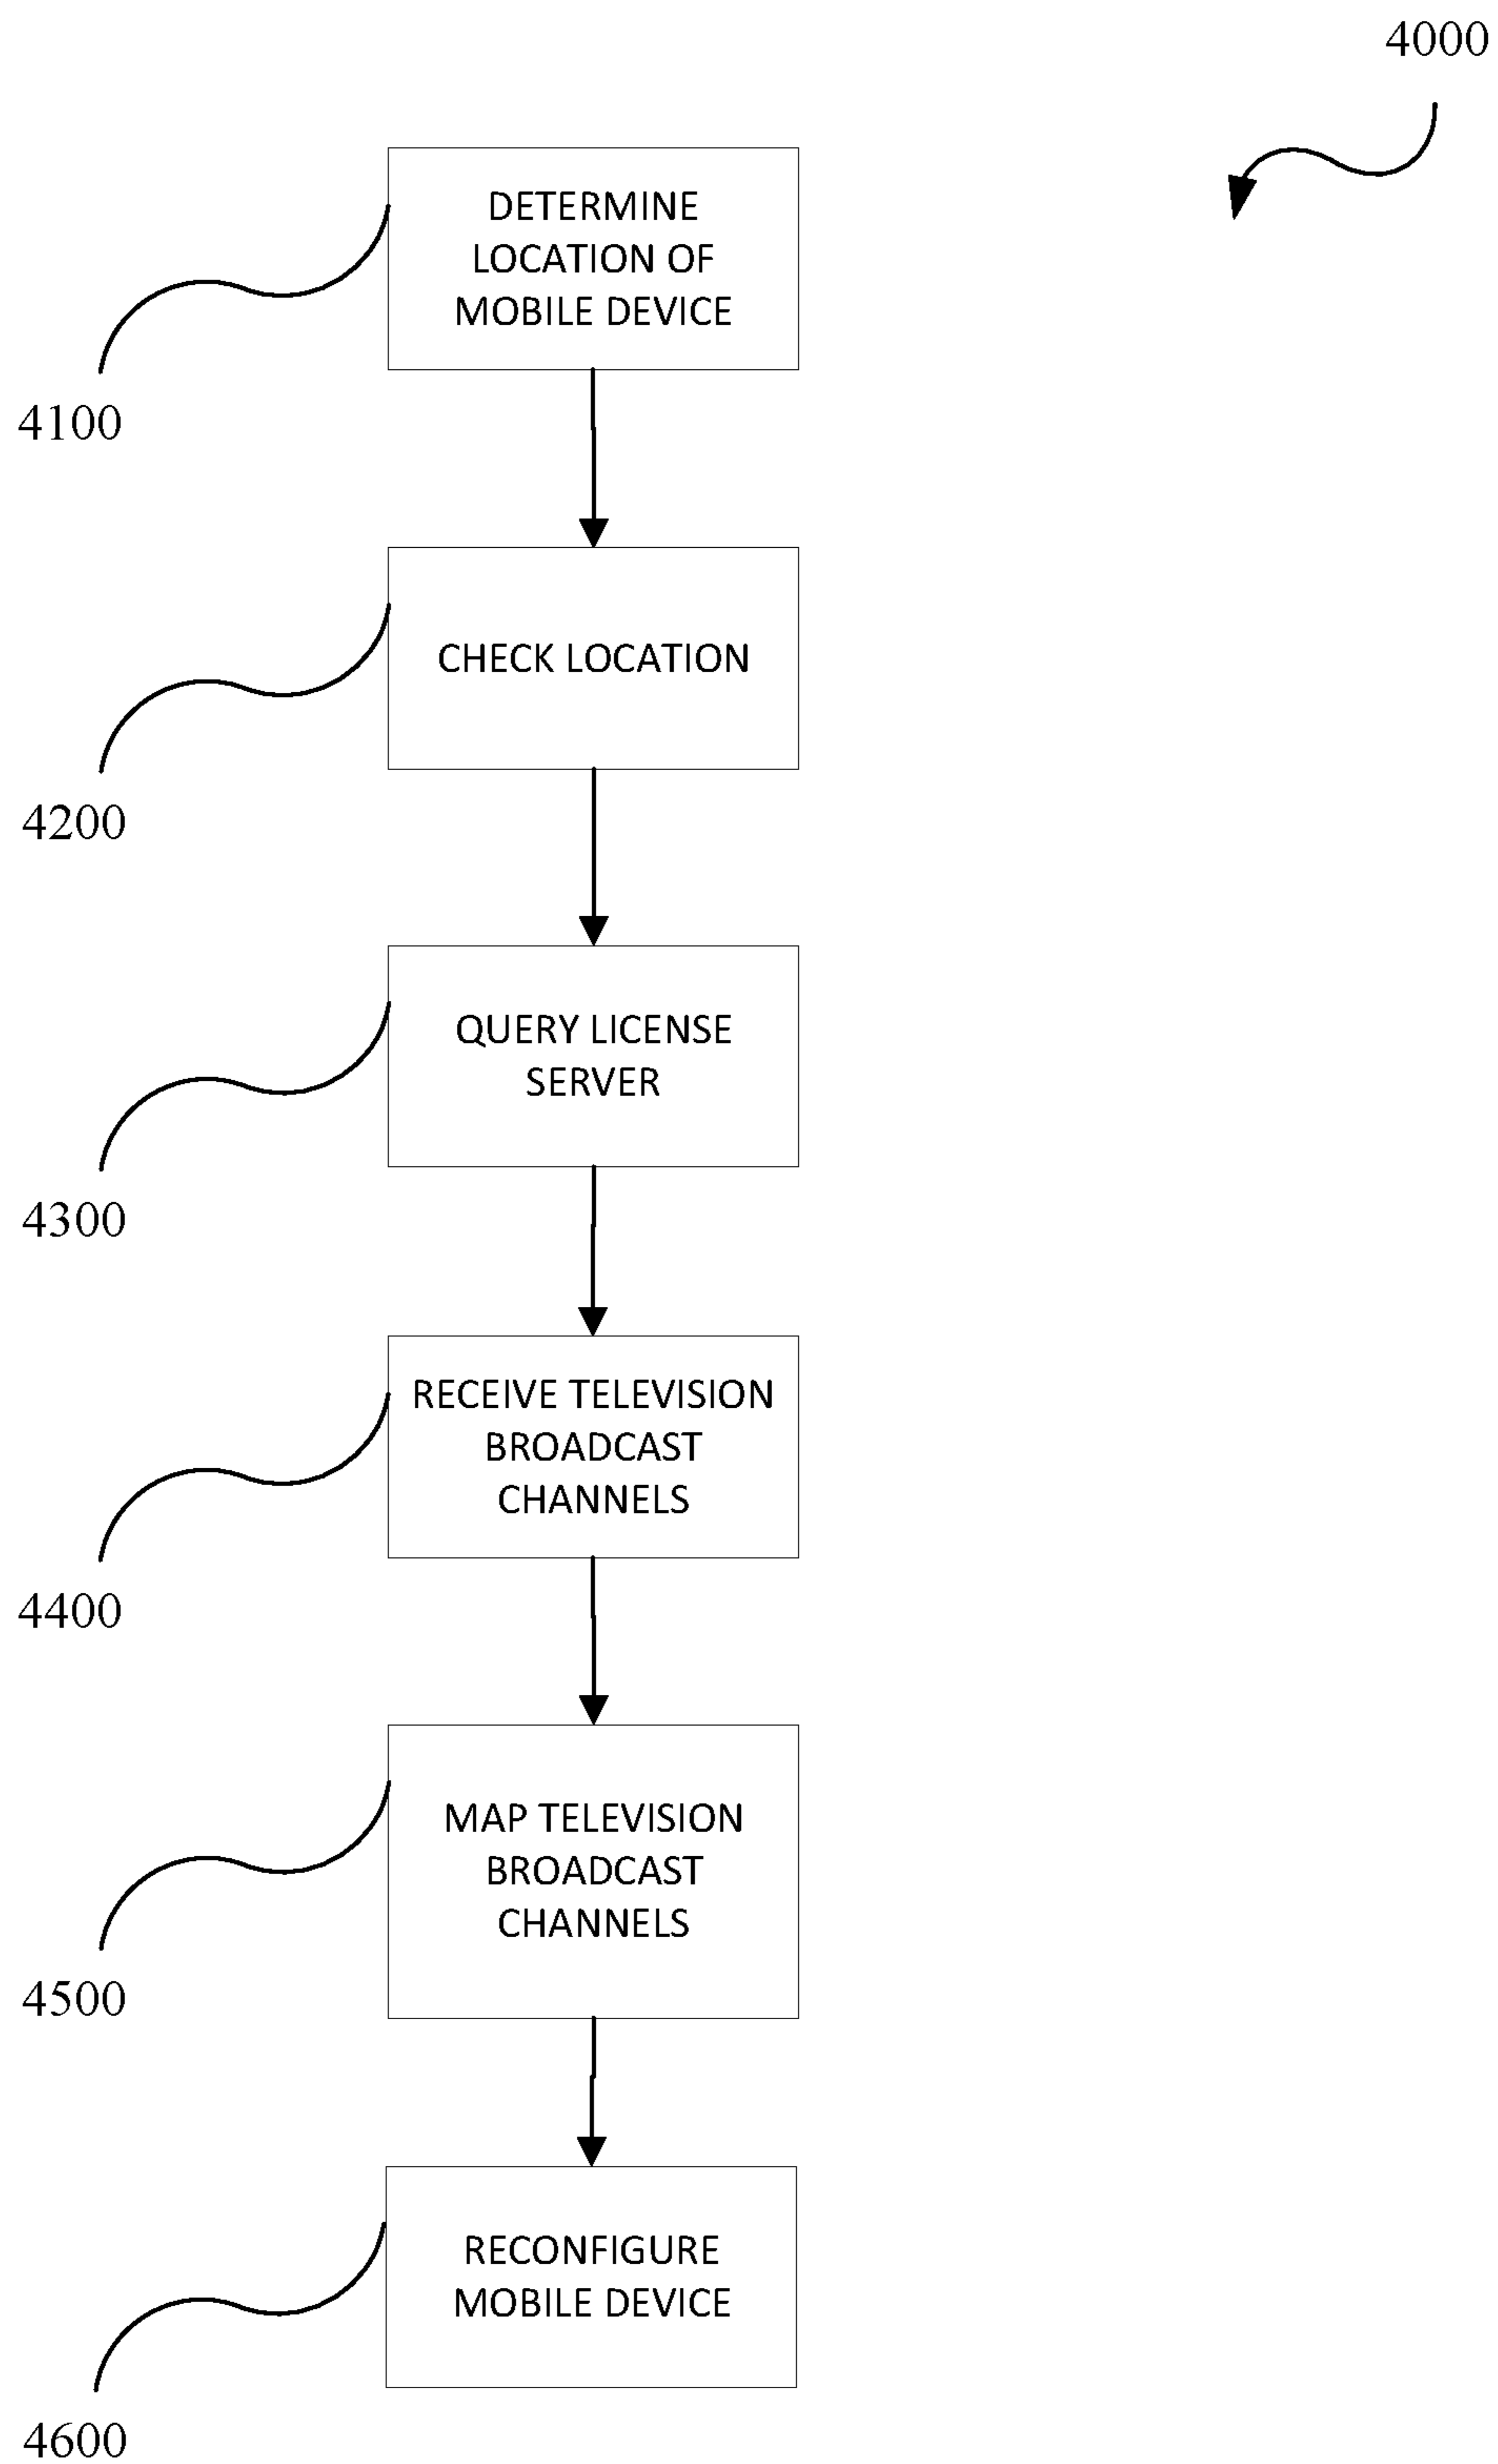 4000
DETERMINE
LOCATION OF
MOBILE DEVICE
4100
CHECK LOCATION
4200
QUERY LICENSE
SERVER
4300
RECEIVE TELEVISION
BROADCAST
CHANNELS
4400
MAP TELEVISION
BROADCAST
CHANNELS
4500
RECONFIGURE
MOBILE DEVICE
4600